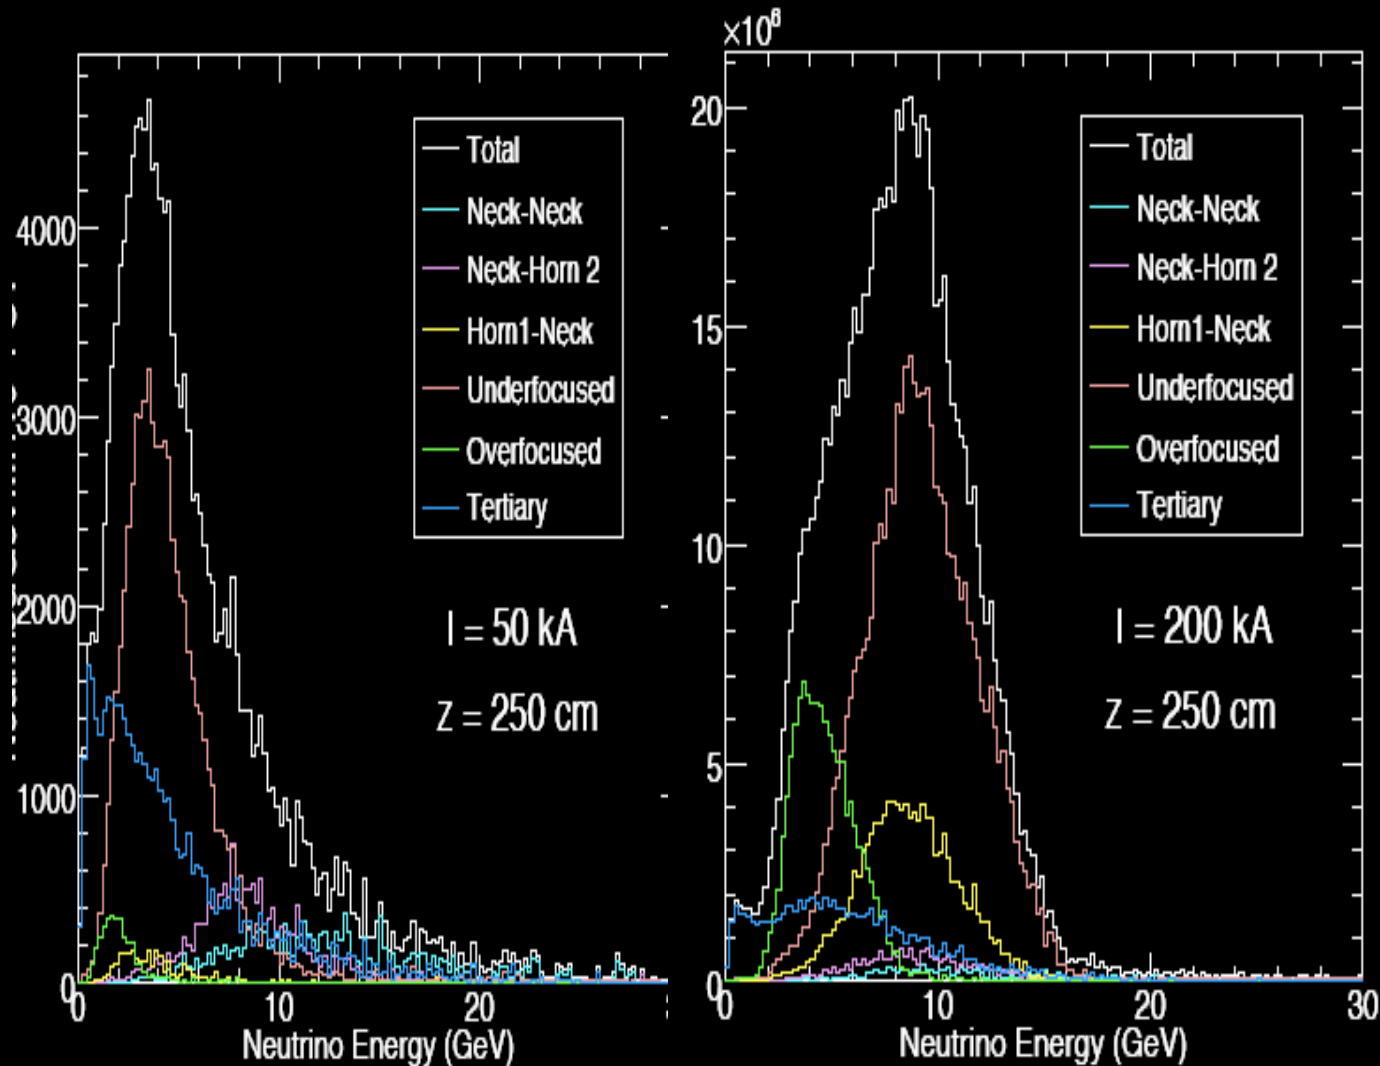 4000
3000
2000
1000
0
0
10
20
Neutrino Energy (GeV)
Total
Neck-Neck
Neck-Horn 2
Horn1-Neck
Underfocused
Overfocused
Tertiary
I = 50 kA
z = 250 cm
×10⁶
20
15
10
5
0
0
10
20
30
Neutrino Energy (GeV)
Total
Neck-Neck
Neck-Horn 2
Horn1-Neck
Underfocused
Overfocused
Tertiary
I = 200 kA
z = 250 cm